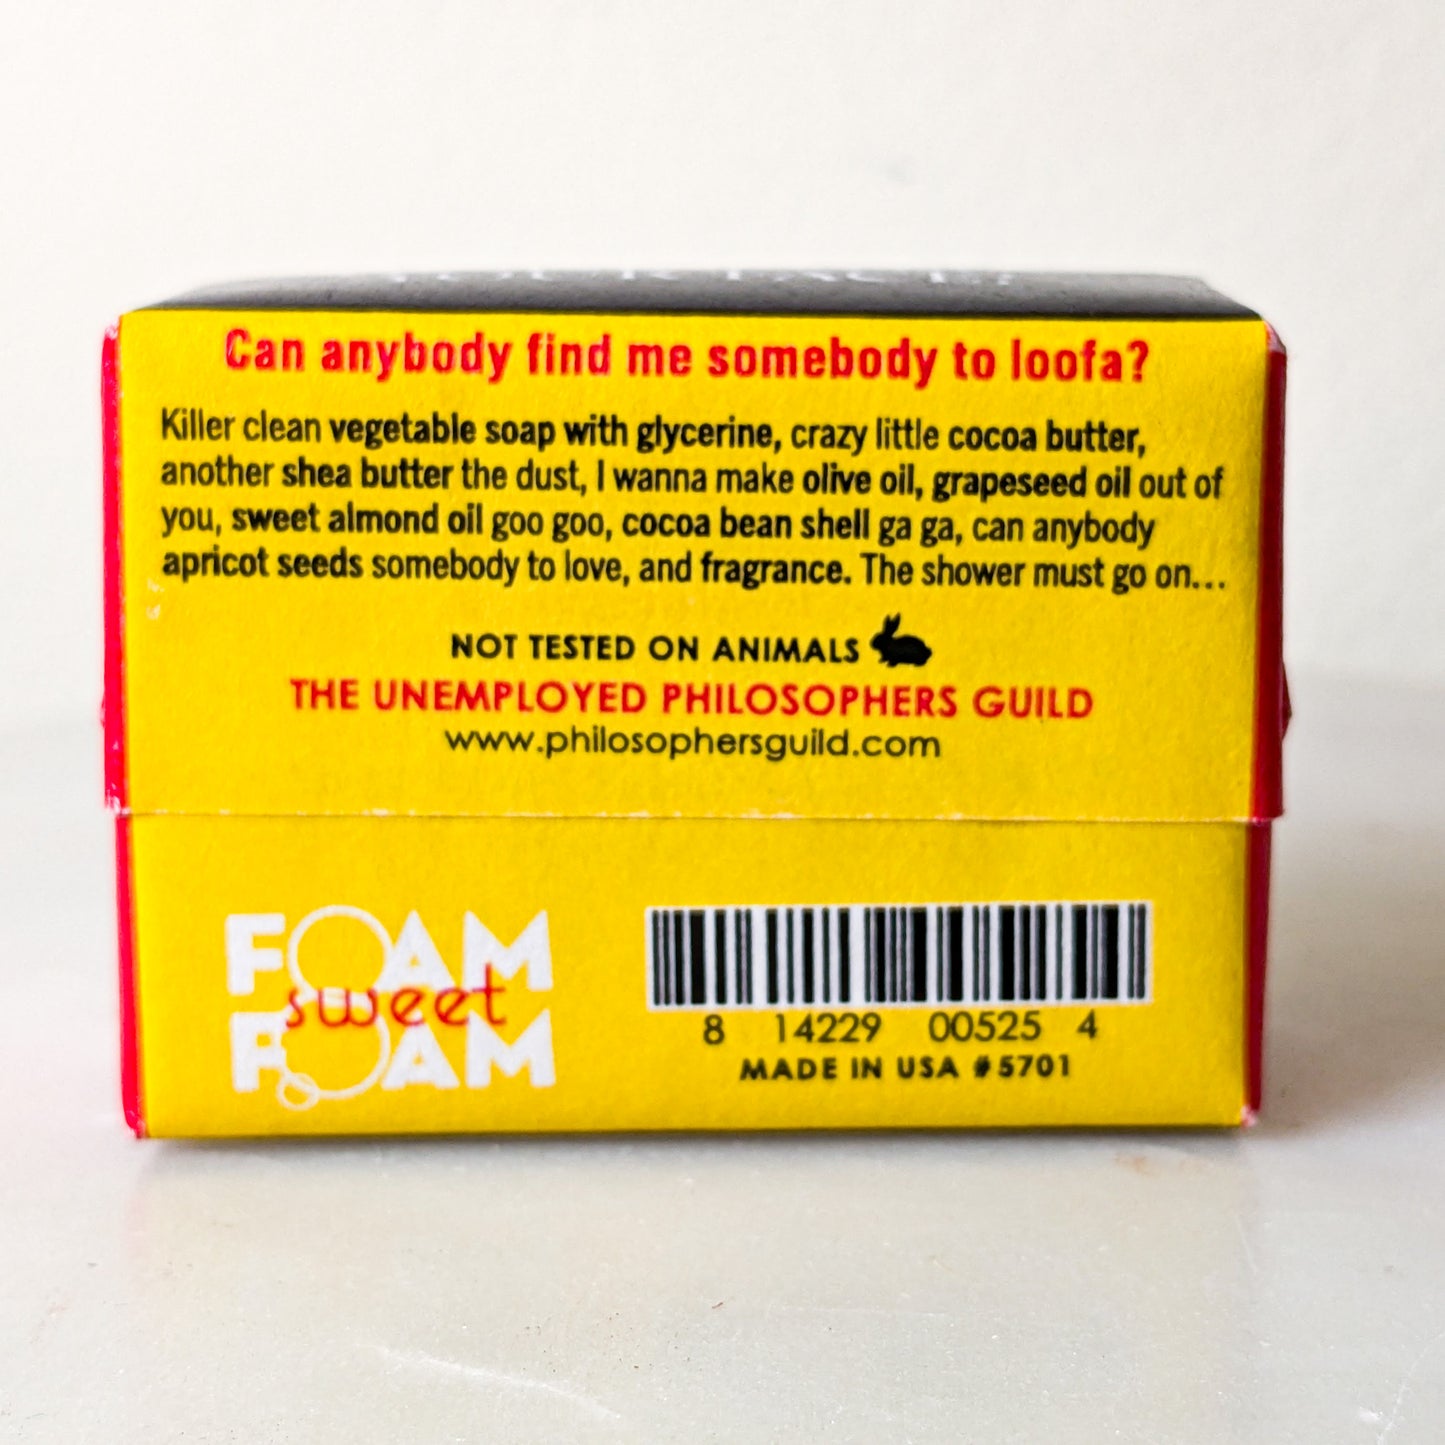 Can anybody find me somebody to loofa?
Killer clean vegetable soap with glycerine, crazy little cocoa butter,
another shea butter the dust, I wanna make olive oil, grapeseed oil out of
you, sweet almond oil goo goo, cocoa bean shell ga ga, can anybody
apricot seeds somebody to love, and fragrance. The shower must go on...
NOT TESTED ON ANIMALS
THE UNEMPLOYED PHILOSOPHERS GUILD
www.philosophersguild.com
FOAM
sweet
FOAM
8 14229 00525 4
MADE IN USA #5701